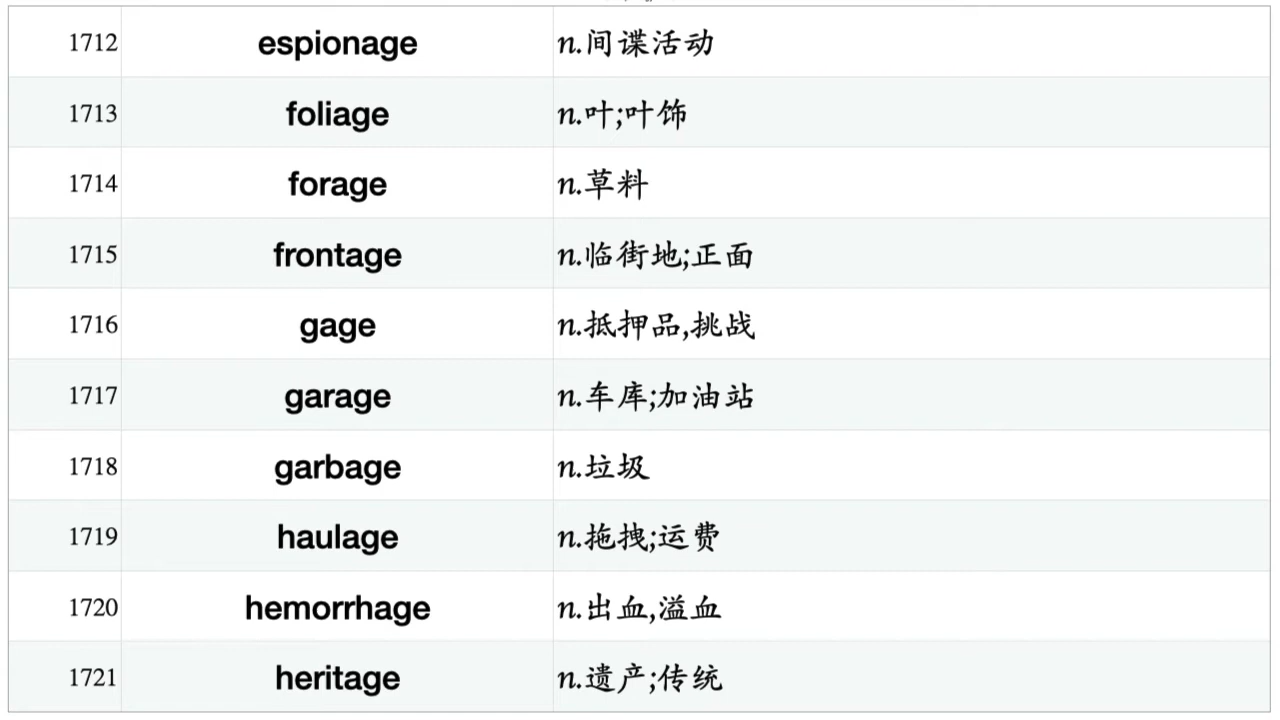 1712 espionage n.间谍活动
1713 foliage n.叶;叶饰
1714 forage n.草料
1715 frontage n.临街地;正面
1716 gage n.抵押品,挑战
1717 garage n.车库;加油站
1718 garbage n.垃圾
1719 haulage n.拖拽;运费
1720 hemorrhage n.出血,溢血
1721 heritage n.遗产;传统